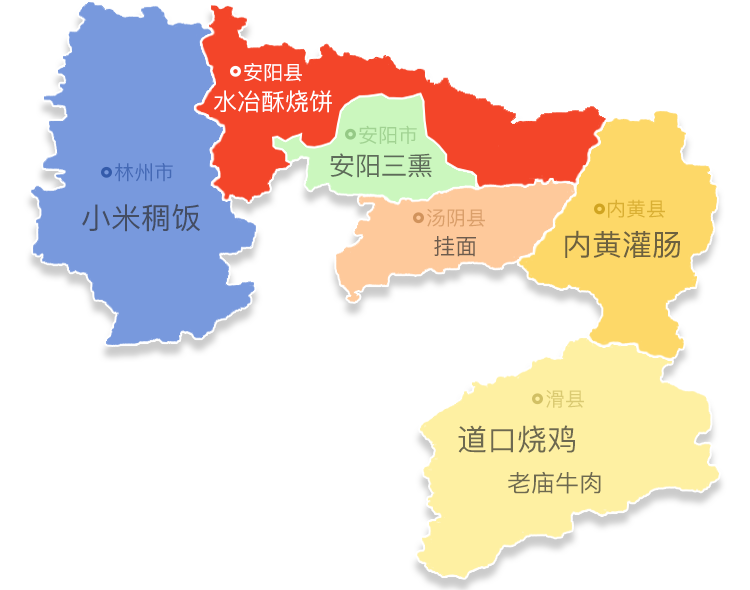 安阳县
水冶酥烧饼
安阳市
安阳三熏
林州市
小米稠饭
汤阴县
挂面
内黄县
内黄灌肠
滑县
道口烧鸡
老庙牛肉